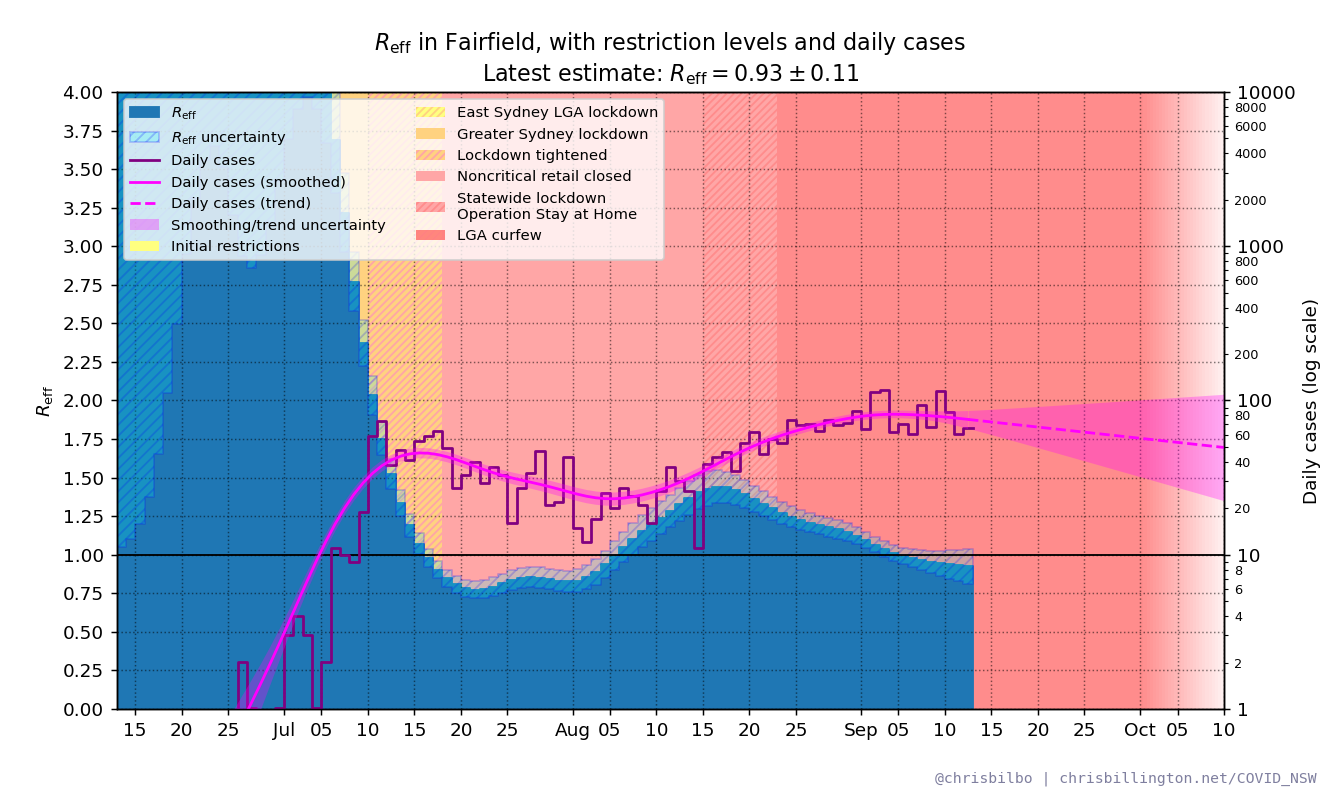 Reff in Fairfield, with restriction levels and daily cases
Latest estimate: Reff = 0.93 ± 0.11
Reff
Reff uncertainty
Daily cases
Daily cases (smoothed)
Daily cases (trend)
Smoothing/trend uncertainty
Initial restrictions
East Sydney LGA lockdown
Greater Sydney lockdown
Lockdown tightened
Noncritical retail closed
Statewide lockdown
Operation Stay at Home
LGA curfew
Reff
4.00
3.75
3.50
3.25
3.00
2.75
2.50
2.25
2.00
1.75
1.50
1.25
1.00
0.75
0.50
0.25
0.00
10000
8000
6000
4000
2000
1000
800
600
400
200
100
80
60
40
20
10
8
6
4
2
1
Daily cases (log scale)
15 20 25 Jul 05 10 15 20 25 Aug 05 10 15 20 25 Sep 05 10 15 20 25 Oct 05 10
@chrisbilbo | chrisbillington.net/COVID_NSW